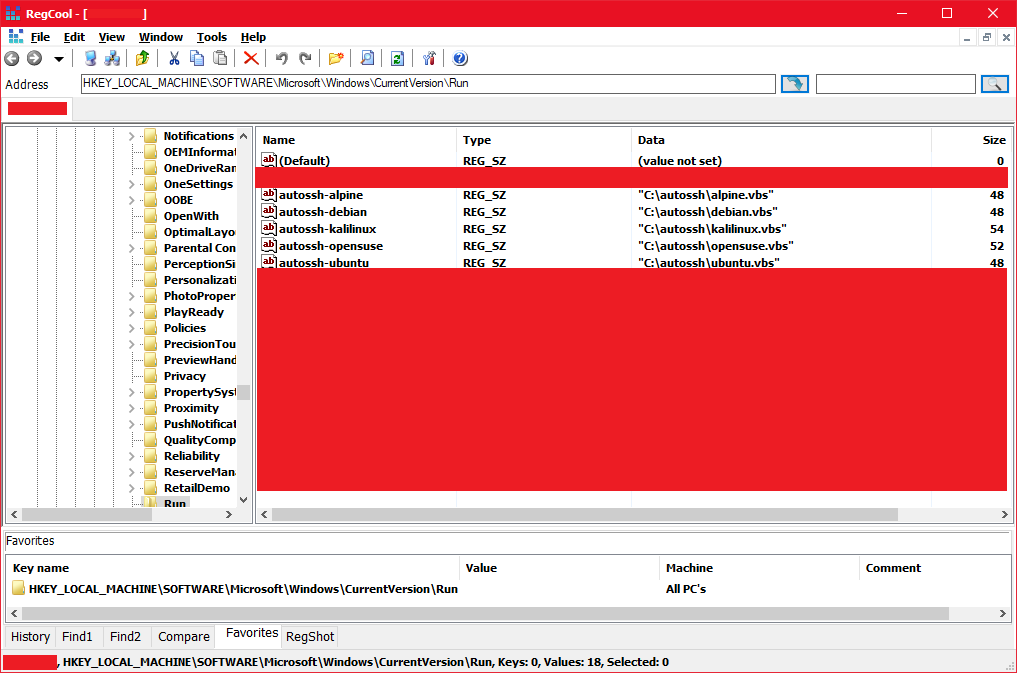 RegCool - [ ]
File Edit View Window Tools Help
Address HKEY_LOCAL_MACHINE\SOFTWARE\Microsoft\Windows\CurrentVersion\Run
Notifications
OEMInformat
OneDriveRan
OneSettings
OOBE
OpenWith
OptimalLayou
Parental Con
PerceptionSi
Personalizati
PhotoProper
PlayReady
Policies
PrecisionTou
PreviewHand
Privacy
PropertySyst
Proximity
PushNotificat
QualityComp
Reliability
ReserveMana
RetailDemo
Run
Name Type Data Size
(Default) REG_SZ (value not set) 0
autossh-alpine REG_SZ "C:\autossh\alpine.vbs" 48
autossh-debian REG_SZ "C:\autossh\debian.vbs" 48
autossh-kalilinux REG_SZ "C:\autossh\kalilinux.vbs" 54
autossh-opensuse REG_SZ "C:\autossh\opensuse.vbs" 52
autossh-ubuntu REG_SZ "C:\autossh\ubuntu.vbs" 48
Favorites
Key name Value Machine Comment
HKEY_LOCAL_MACHINE\SOFTWARE\Microsoft\Windows\CurrentVersion\Run All PC's
History Find1 Find2 Compare Favorites RegShot
, HKEY_LOCAL_MACHINE\SOFTWARE\Microsoft\Windows\CurrentVersion\Run, Keys: 0, Values: 18, Selected: 0